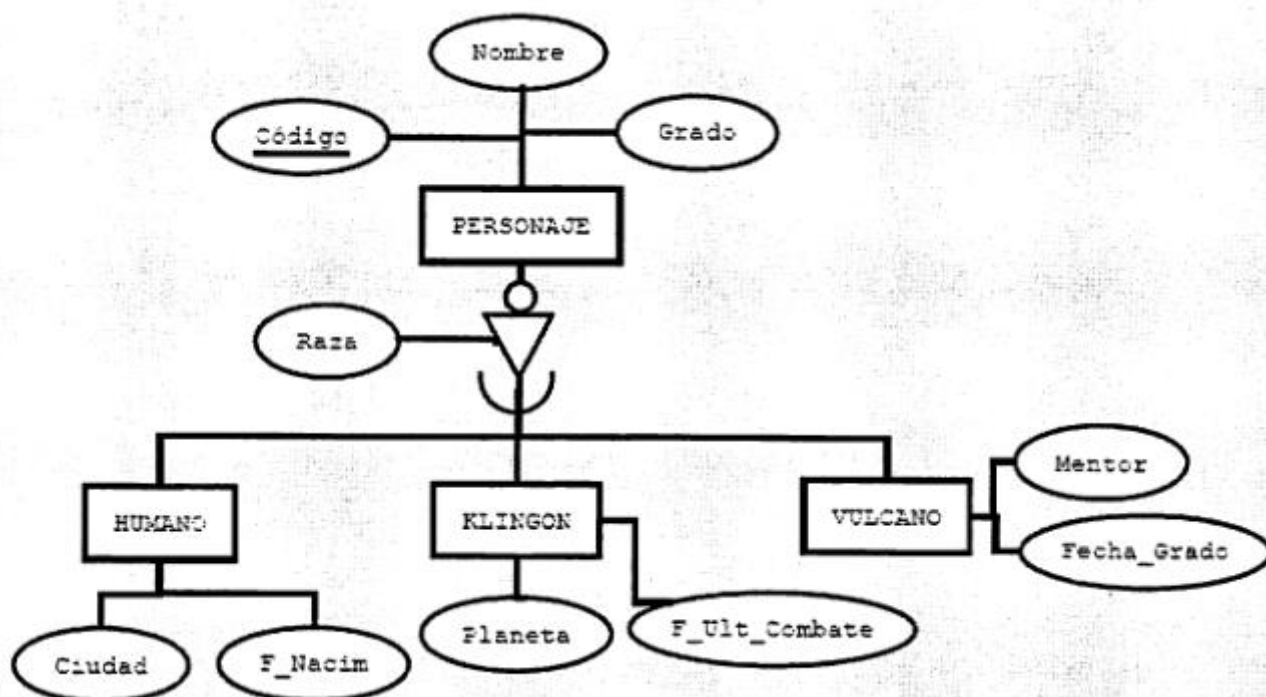 Nombre
Código
Grado
PERSONAJE
Raza
HUMANO
KLINGON
VULCANO
Mentor
Fecha_Grado
Ciudad
F_Nacim
Planeta
F_Ult_Combate